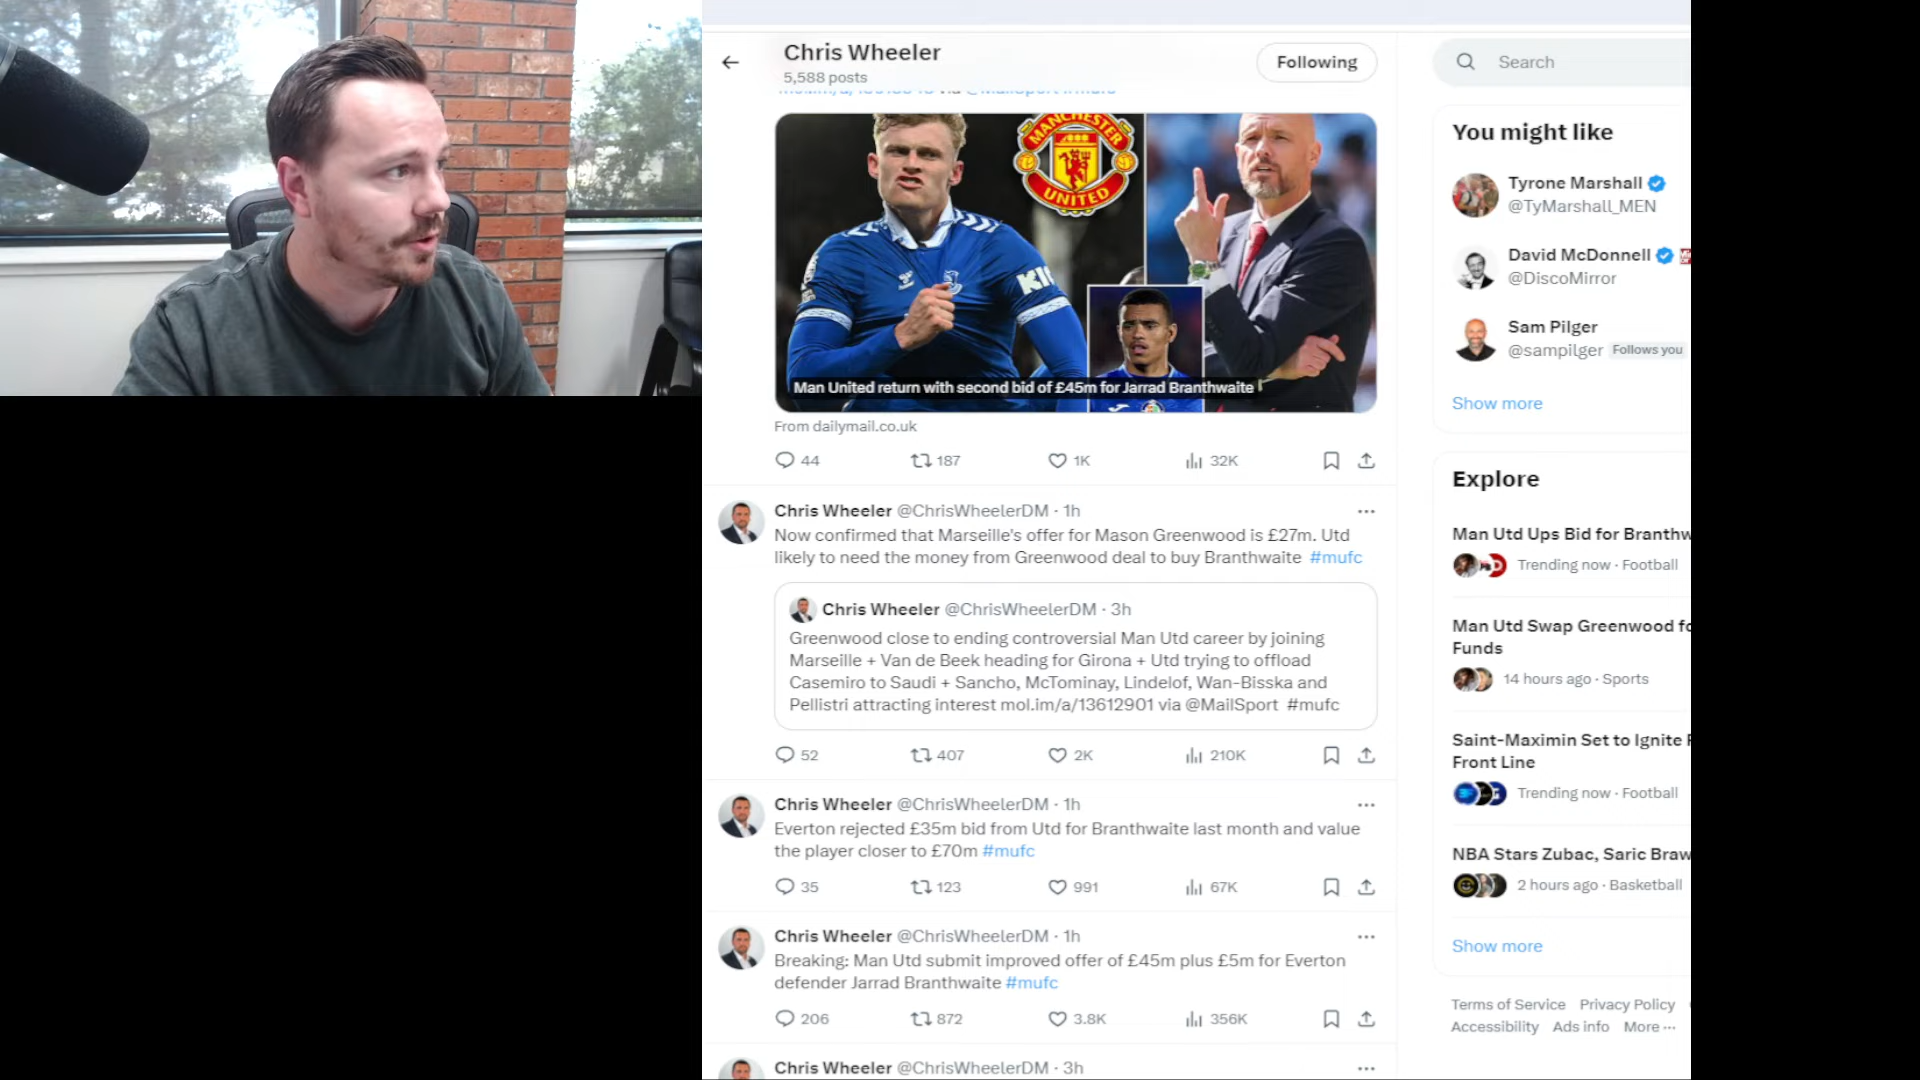 Chris Wheeler
5,588 posts
Following
Search
MANCHESTER
UNITED
Man United return with second bid of £45m for Jarrad Branthwaite
From dailymail.co.uk
44 187 1K 32K
Chris Wheeler @ChrisWheelerDM · 1h
Now confirmed that Marseille's offer for Mason Greenwood is £27m. Utd
likely to need the money from Greenwood deal to buy Branthwaite #mufc
Chris Wheeler @ChrisWheelerDM · 3h
Greenwood close to ending controversial Man Utd career by joining
Marseille + Van de Beek heading for Girona + Utd trying to offload
Casemiro to Saudi + Sancho, McTominay, Lindelof, Wan-Bisska and
Pellistri attracting interest mol.im/a/13612901 via @MailSport #mufc
52 407 2K 210K
Chris Wheeler @ChrisWheelerDM · 1h
Everton rejected £35m bid from Utd for Branthwaite last month and value
the player closer to £70m #mufc
35 123 991 67K
Chris Wheeler @ChrisWheelerDM · 1h
Breaking: Man Utd submit improved offer of £45m plus £5m for Everton
defender Jarrad Branthwaite #mufc
206 872 3.8K 356K
Chris Wheeler @ChrisWheelerDM · 3h
You might like
Tyrone Marshall
@TyMarshall_MEN
David McDonnell
@DiscoMirror
Sam Pilger
@sampilger Follows you
Show more
Explore
Man Utd Ups Bid for Branthw
Trending now · Football
Man Utd Swap Greenwood fo
Funds
14 hours ago · Sports
Saint-Maximin Set to Ignite F
Front Line
Trending now · Football
NBA Stars Zubac, Saric Braw
2 hours ago · Basketball
Show more
Terms of Service Privacy Policy
Accessibility Ads info More ···